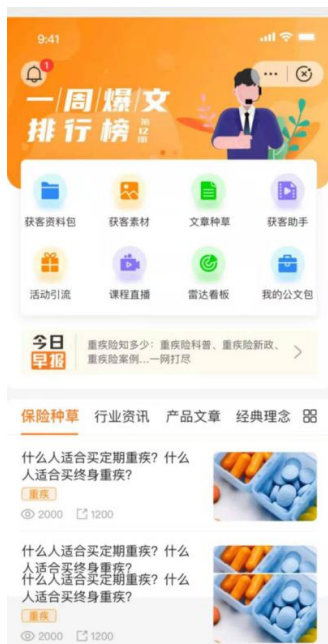 9:41
1
一周爆文
排行榜
获客资料包
获客素材
文章种草
获客助手
活动引流
课程直播
雷达看板
我的公文包
今日
早报
重疾险知多少：重疾险科普、重疾险新政、
重疾险案例...一网打尽
保险种草
行业资讯
产品文章
经典理念
什么人适合买定期重疾？什么
人适合买终身重疾？
重疾
2000
1200
什么人适合买定期重疾？什么
人适合买终身重疾？
什么人适合买定期重疾？什么
人适合买终身重疾？
重疾
2000
1200